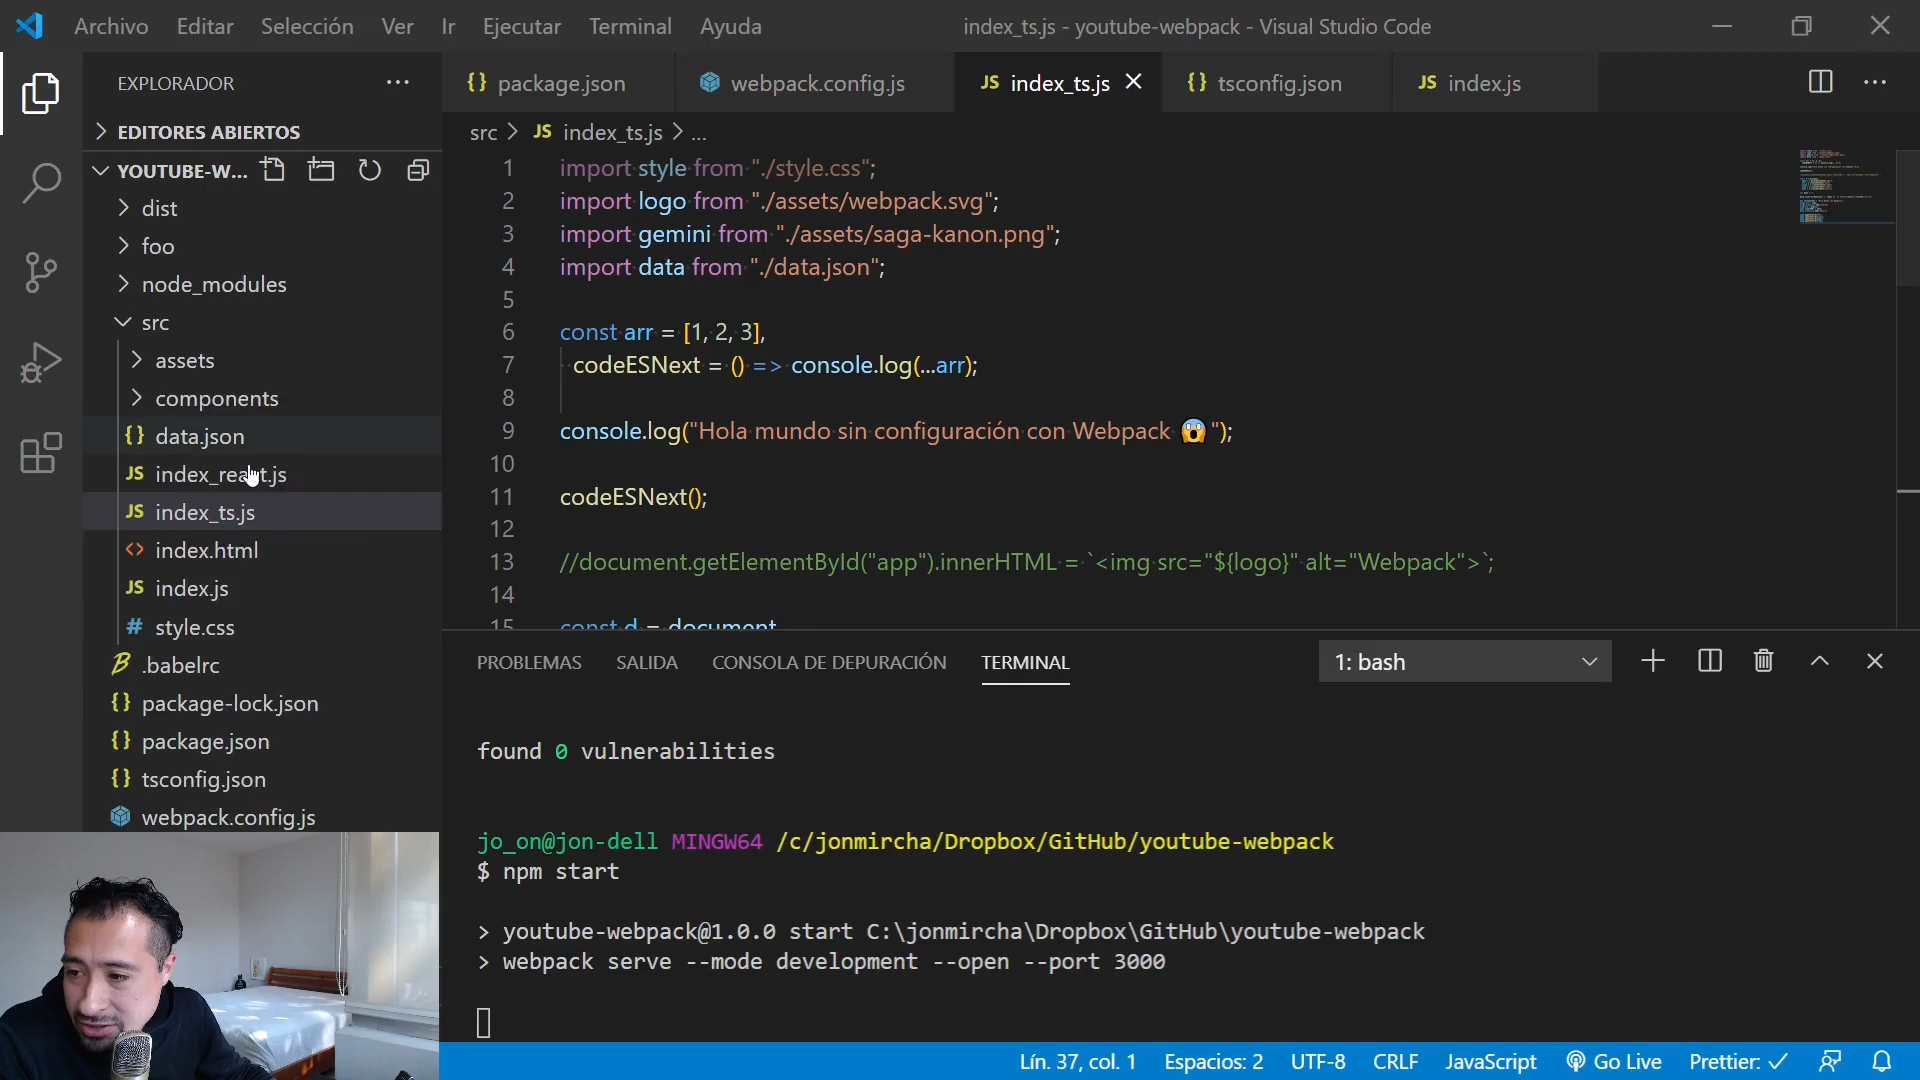 Archivo Editar Selección Ver Ir Ejecutar Terminal Ayuda
index_ts.js - youtube-webpack - Visual Studio Code
EXPLORADOR
EDITORES ABIERTOS
YOUTUBE-W...
dist
foo
node_modules
src
assets
components
{} data.json
JS
JS index_ts.js
<> index.html
JS index.js
# style.css
.babelrc
{} package-lock.json
{} package.json
{} tsconfig.json
webpack.config.js
{} package.json
webpack.config.js
JS index_ts.js
{} tsconfig.json
JS index.js
src > JS index_ts.js > ...
1 import style from "./style.css";
2 import logo from "./assets/webpack.svg";
3 import gemini from "./assets/saga-kanon.png";
4 import data from "./data.json";
5
6 const arr = [1, 2, 3],
7 codeESNext = () => console.log(...arr);
8
9 console.log("Hola mundo sin configuración con Webpack 😱 ");
10
11 codeESNext();
12
13 //document.getElementById("app").innerHTML = `<img src="${logo}" alt="Webpack">`;
14
15 const d = document
PROBLEMAS SALIDA CONSOLA DE DEPURACIÓN TERMINAL
1: bash
found 0 vulnerabilities
jo_on@jon-dell MINGW64 /c/jonmircha/Dropbox/GitHub/youtube-webpack
$ npm start
> youtube-webpack@1.0.0 start C:\jonmircha\Dropbox\GitHub\youtube-webpack
> webpack serve --mode development --open --port 3000
Lín. 37, col. 1 Espacios: 2 UTF-8 CRLF JavaScript Go Live Prettier: ✓